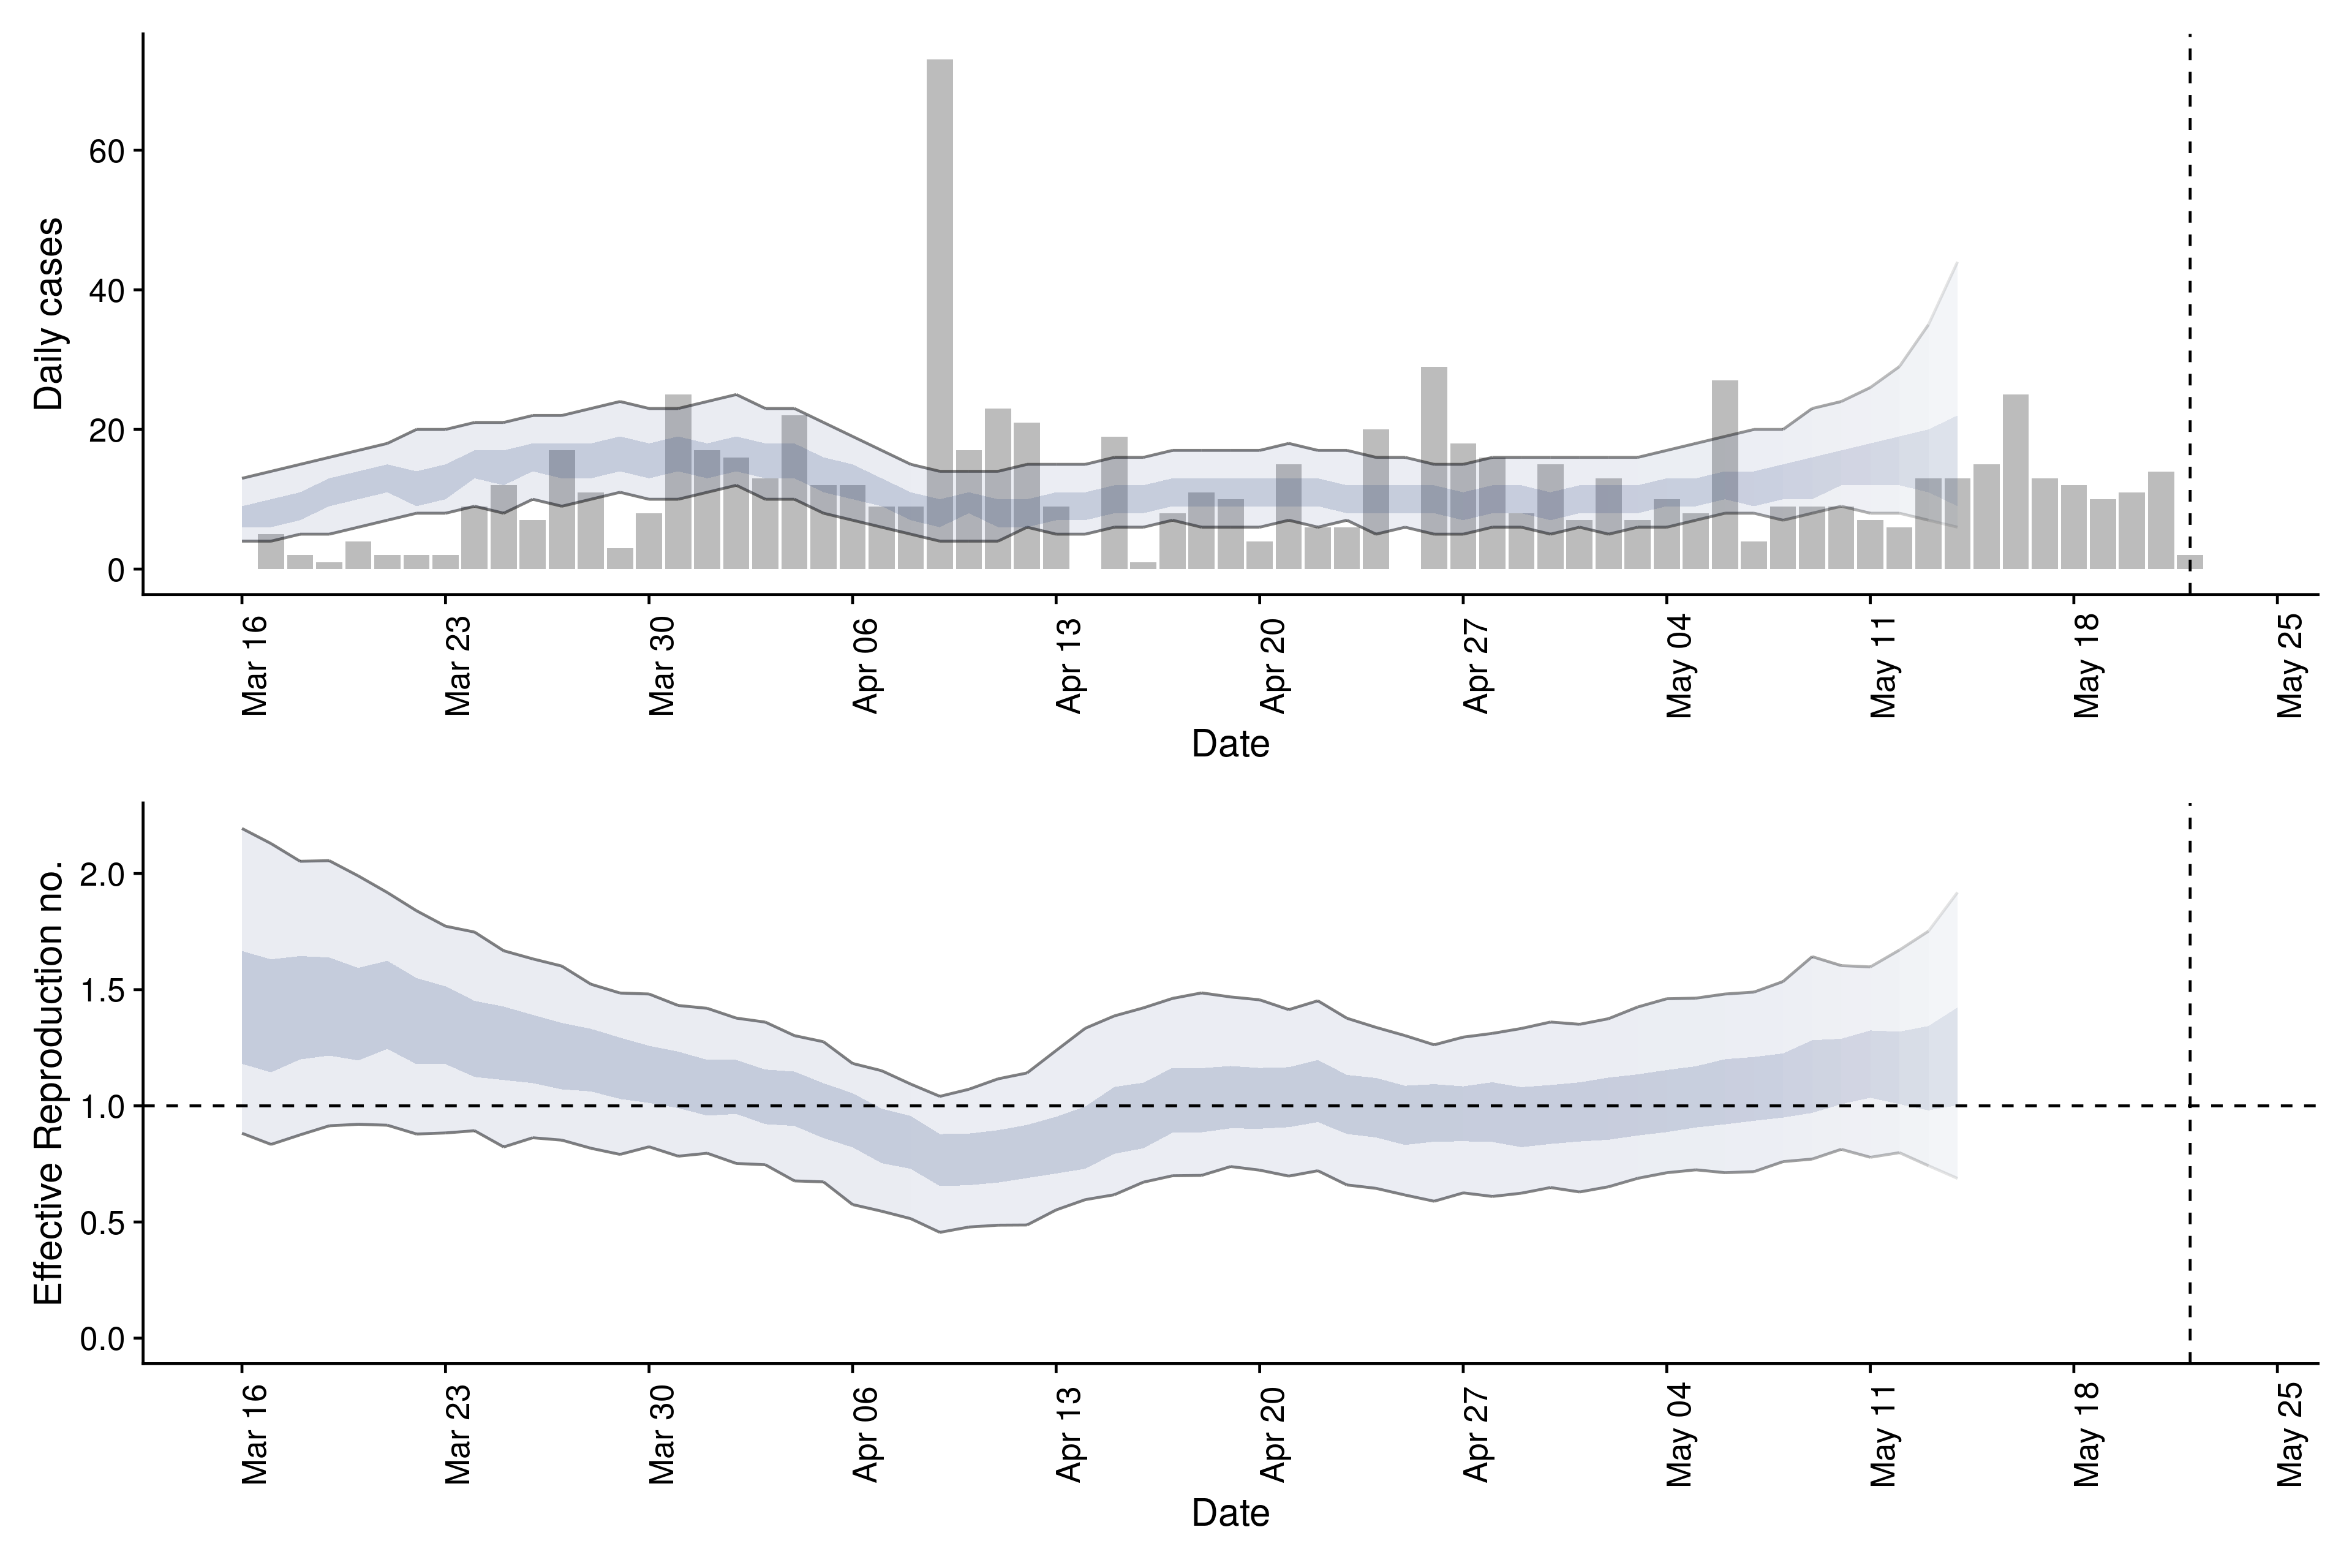 Daily cases
60
40
20
0
Mar 16
Mar 23
Mar 30
Apr 06
Apr 13
Apr 20
Apr 27
May 04
May 11
May 18
May 25
Date
Effective Reproduction no.
2.0
1.5
1.0
0.5
0.0
Mar 16
Mar 23
Mar 30
Apr 06
Apr 13
Apr 20
Apr 27
May 04
May 11
May 18
May 25
Date